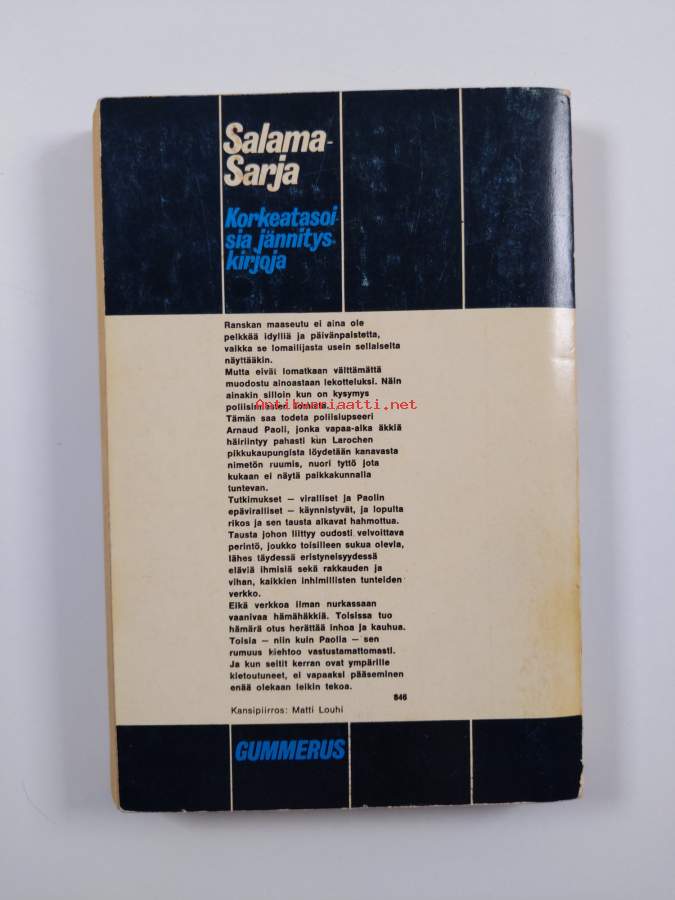 Salama-
Sarja
Korkeatasoi-
sia jännitys-
kirjoja
Ranskan maaseutu ei aina ole
pelkkää idylliä ja päivänpaistetta,
vaikka se lomailijasta usein sellaiselta
näyttääkin.
Mutta eivät lomatkaan välttämättä
muodostu ainoastaan lekotteluksi. Näin
ainakin silloin kun on kysymys
poliisimiesten lomista.
Antikvariaatti.net
Tämän saa todeta poliisiupseeri
Arnaud Paoli, jonka vapaa-aika äkkiä
häiriintyy pahasti kun Larochen
pikkukaupungista löydetään kanavasta
nimetön ruumis, nuori tyttö jota
kukaan ei näytä paikkakunnalla
tuntevan.
Tutkimukset — viralliset ja Paolin
epäviralliset — käynnistyvät, ja lopulta
rikos ja sen tausta alkavat hahmottua.
Tausta johon liittyy oudosti velvoittava
perintö, joukko toisilleen sukua olevia,
lähes täydessä eristyneisyydessä
eläviä ihmisiä sekä rakkauden ja
vihan, kaikkien inhimillisten tunteiden
verkko.
Eikä verkkoa ilman nurkassaan
vaanivaa hämähäkkiä. Toisissa tuo
hämärä otus herättää inhoa ja kauhua.
Toisia — niin kuin Paolia — sen
rumuus kiehtoo vastustamattomasti.
Ja kun seitit kerran ovat ympärille
kietoutuneet, ei vapaaksi pääseminen
enää olekaan leikin tekoa.
846
Kansipiirros: Matti Louhi
GUMMERUS